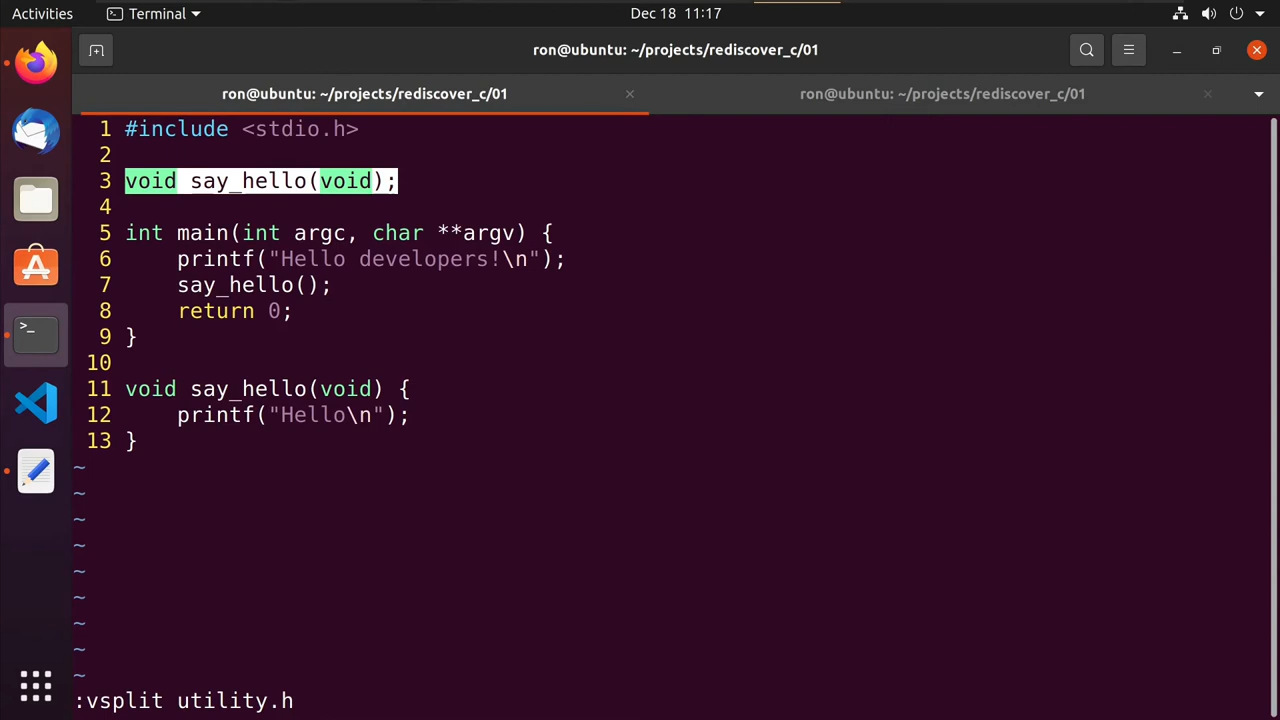 Activities
Terminal
Dec 18 11:17
ron@ubuntu: ~/projects/rediscover_c/01
ron@ubuntu: ~/projects/rediscover_c/01
ron@ubuntu: ~/projects/rediscover_c/01
1 #include <stdio.h>
2
3 void say_hello(void);
4
5 int main(int argc, char **argv) {
6     printf("Hello developers!\n");
7     say_hello();
8     return 0;
9 }
10
11 void say_hello(void) {
12     printf("Hello\n");
13 }
~
~
~
~
~
~
~
~
~
:vsplit utility.h